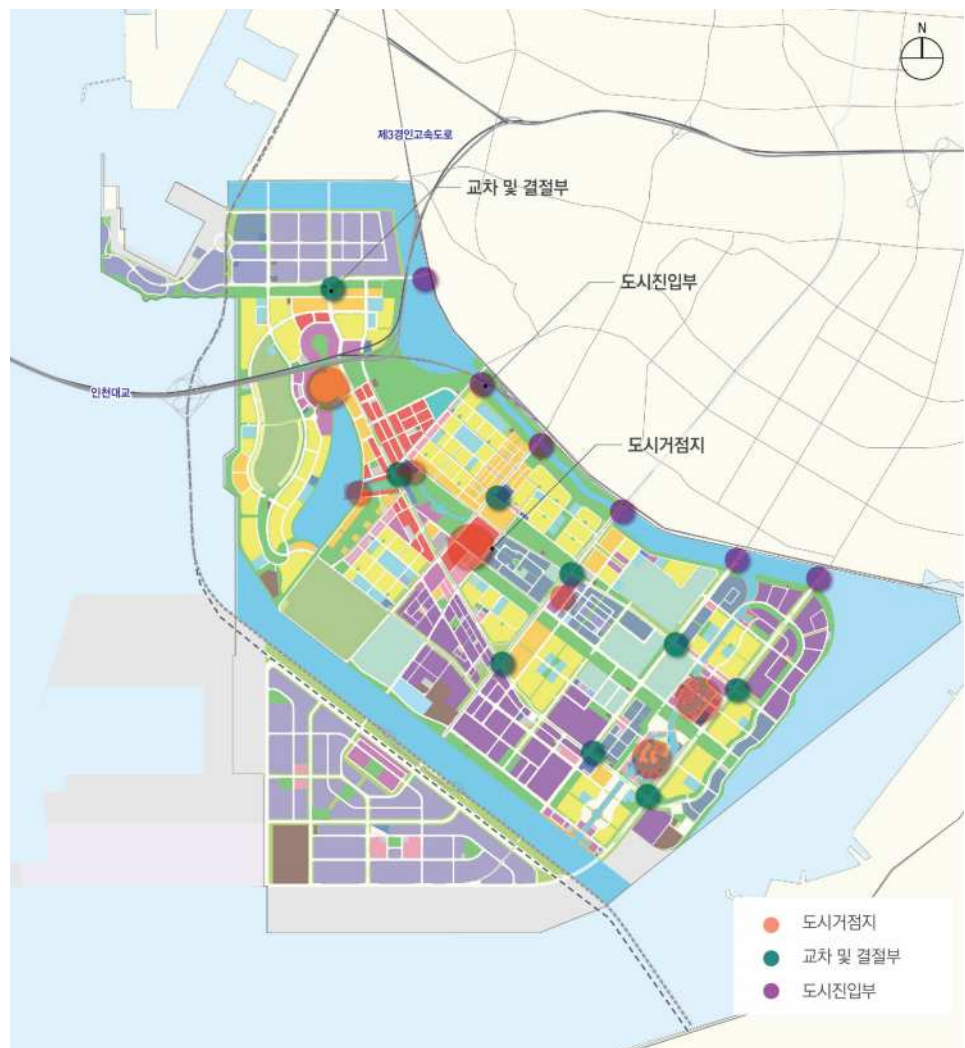 N
제3경인고속도로
교차 및 결절부
도시진입부
인천대교
도시거점지
도시거점지
교차 및 결절부
도시진입부